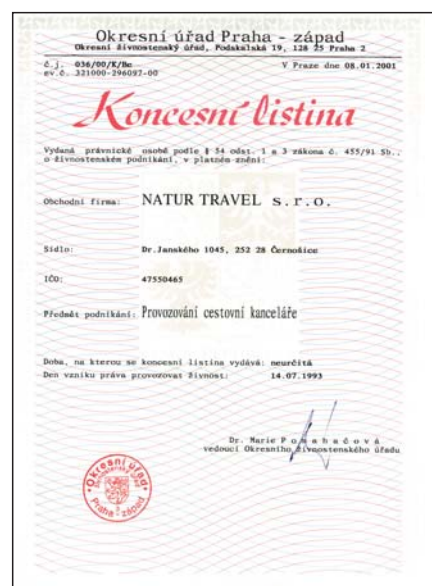 Okresní úřad Praha - západ
Okresní živnostenský úřad, Podskalská 19, 128 25 Praha 2
č.j. 036/00/K/Be V Praze dne 08.01.2001
ev.č. 321000-296097-00
Koncesní listina
Vydaná právnické osobě podle § 54 odst. 1 a 3 zákona č. 455/91 Sb.,
o živnostenském podnikání, v platném znění:
Obchodní firma: NATUR TRAVEL s.r.o.
Sídlo: Dr.Janského 1045, 252 28 Černošice
IČO: 47550465
Předmět podnikání: Provozování cestovní kanceláře
Doba, na kterou se koncesní listina vydává: neurčitá
Den vzniku práva provozovat živnost: 14.07.1993
Dr. Marie
vedoucí Okresního živnostenského úřadu
Okresní úřad
Praha - západ